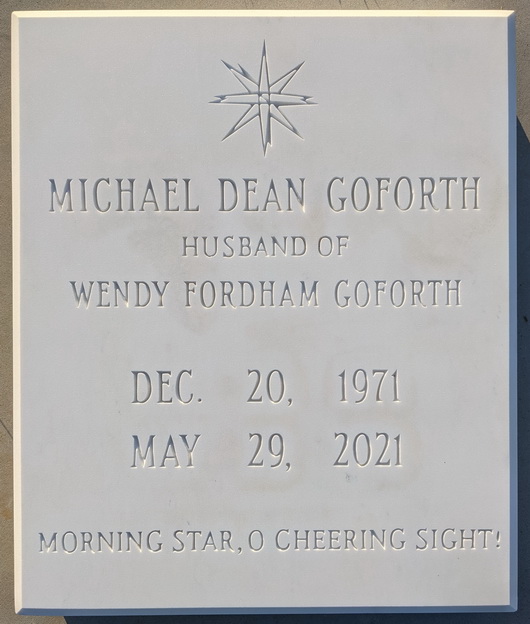 MICHAEL DEAN GOFORTH
HUSBAND OF
WENDY FORDHAM GOFORTH
DEC. 20, 1971
MAY 29, 2021
MORNING STAR, O CHEERING SIGHT!